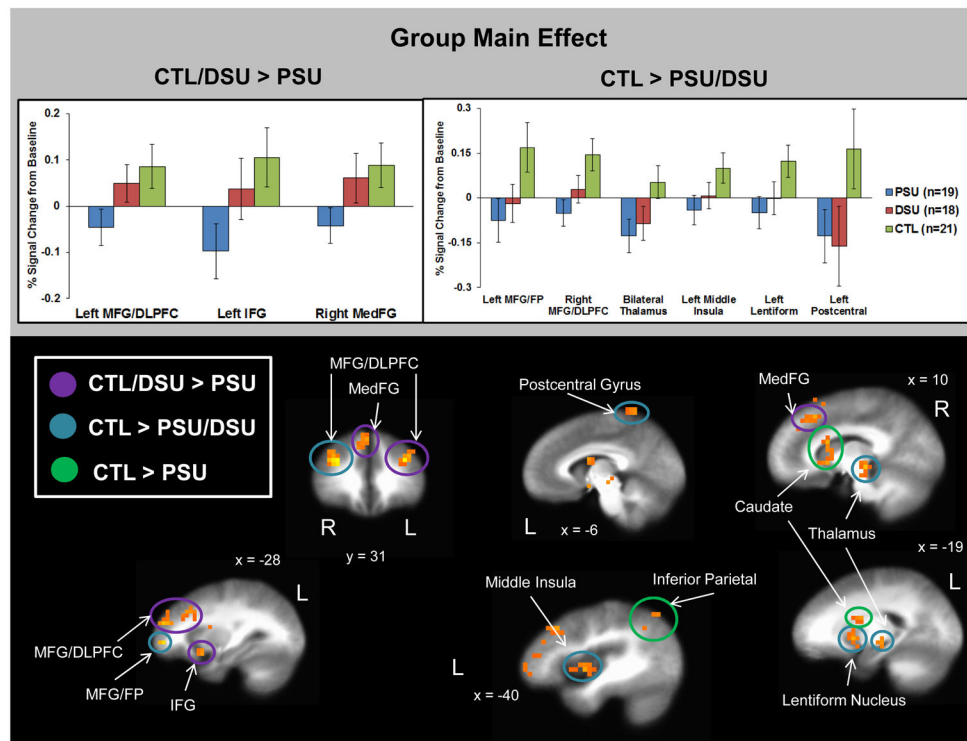 Group Main Effect
CTL/DSU > PSU
CTL > PSU/DSU
% Signal Change from Baseline
0.2
0.1
0
-0.1
-0.2
Left MFG/DLPFC
Left IFG
Right MedFG
% Signal Change from Baseline
0.3
0.15
0
-0.15
-0.3
Left MFG/FP
Right
MFG/DLPFC
Bilateral
Thalamus
Left Middle
Insula
Left
Lentiform
Left
Postcentral
PSU (n=19)
DSU (n=18)
CTL (n=21)
CTL/DSU > PSU
CTL > PSU/DSU
CTL > PSU
MFG/DLPFC
MedFG
R
L
y = 31
Postcentral Gyrus
L
x = -6
MedFG
x = 10
R
Caudate
Thalamus
x = -28
L
MFG/DLPFC
MFG/FP
IFG
Middle Insula
Inferior Parietal
L
x = -40
x = -19
L
Lentiform Nucleus